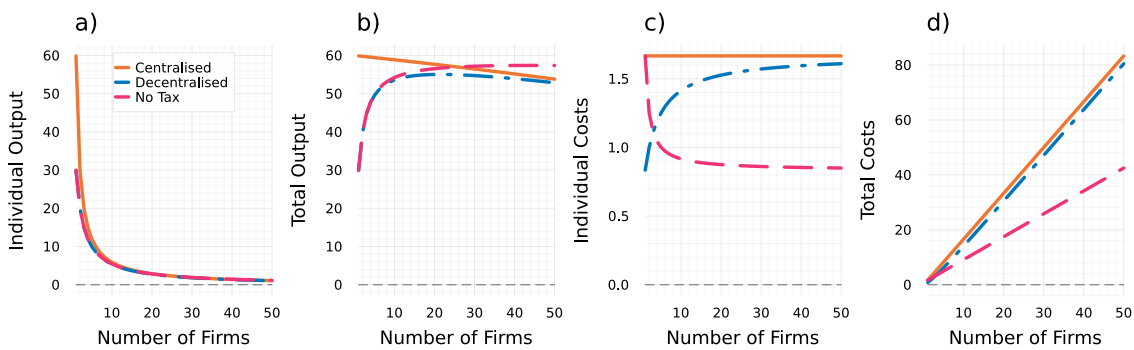 a)
Individual Output
60
50
40
30
20
10
0
Centralised
Decentralised
No Tax
10
20
30
40
50
Number of Firms
b)
Total Output
60
50
40
30
20
10
0
10
20
30
40
50
Number of Firms
c)
Individual Costs
1.5
1.0
0.5
0.0
10
20
30
40
50
Number of Firms
d)
Total Costs
80
60
40
20
0
10
20
30
40
50
Number of Firms